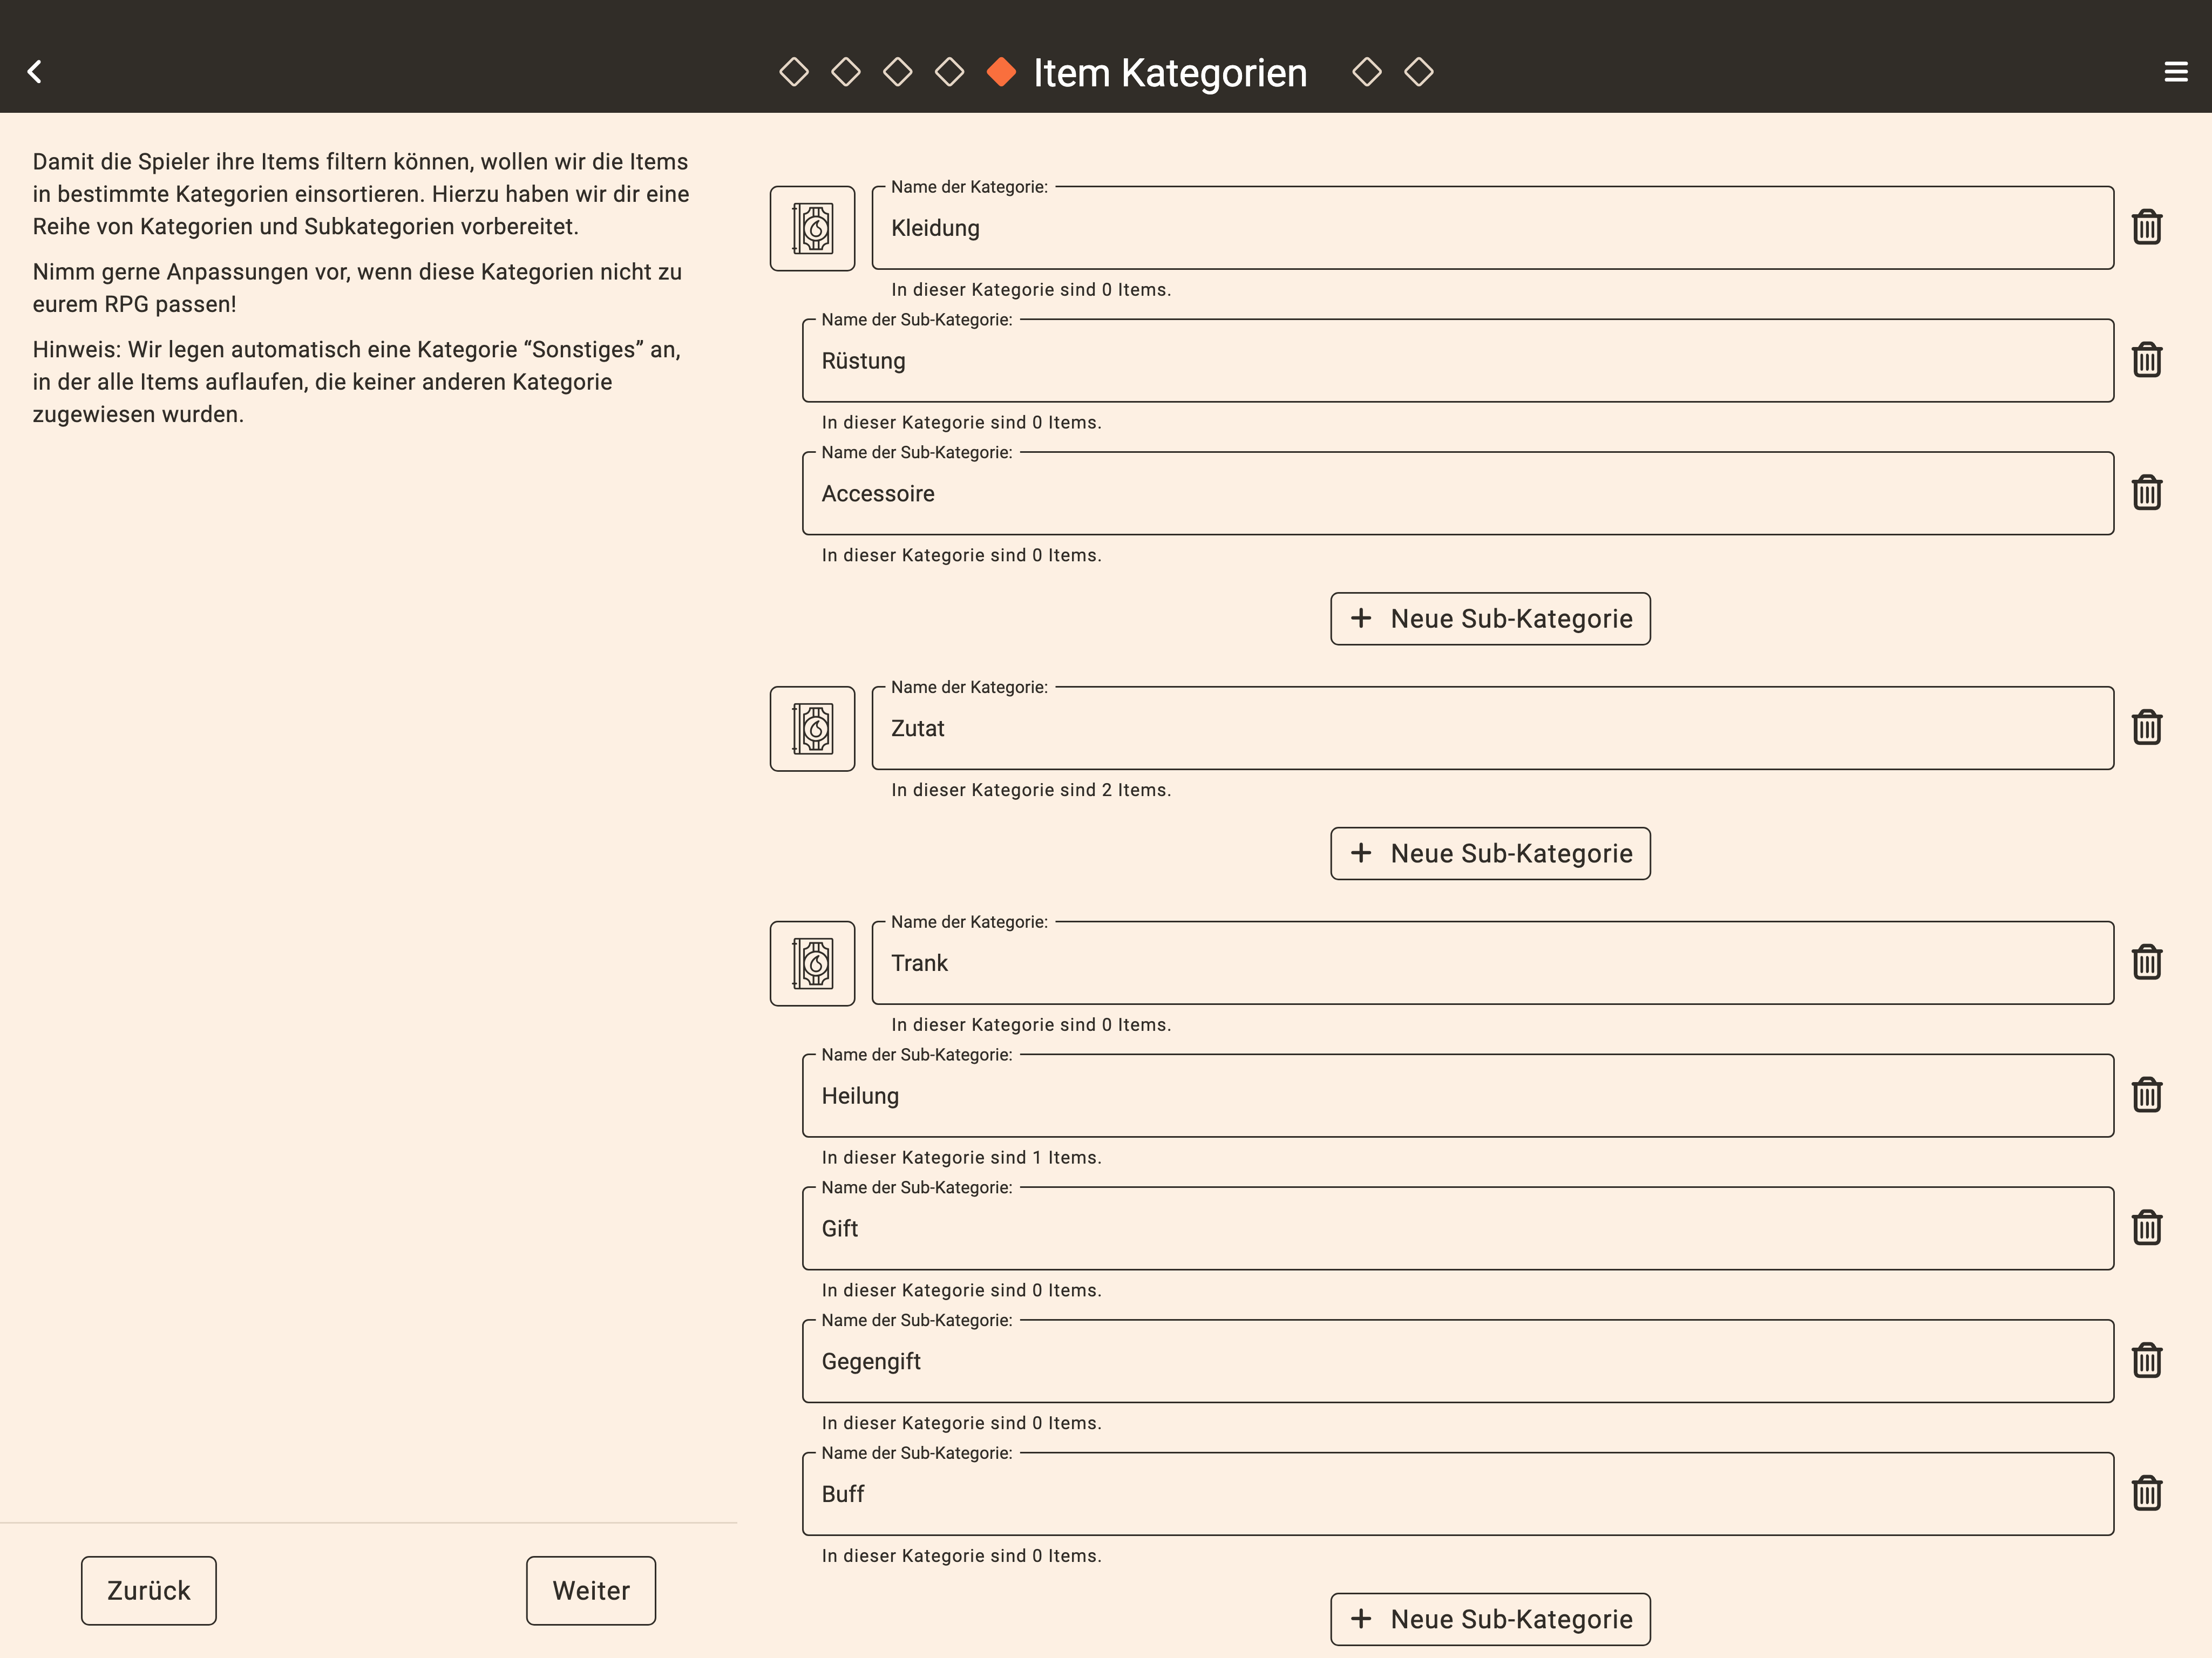 Item Kategorien
Damit die Spieler ihre Items filtern können, wollen wir die Items
in bestimmte Kategorien einsortieren. Hierzu haben wir dir eine
Reihe von Kategorien und Subkategorien vorbereitet.
Nimm gerne Anpassungen vor, wenn diese Kategorien nicht zu
eurem RPG passen!
Hinweis: Wir legen automatisch eine Kategorie “Sonstiges” an,
in der alle Items auflaufen, die keiner anderen Kategorie
zugewiesen wurden.
Zurück
Weiter
Name der Kategorie:
Kleidung
In dieser Kategorie sind 0 Items.
Name der Sub-Kategorie:
Rüstung
In dieser Kategorie sind 0 Items.
Name der Sub-Kategorie:
Accessoire
In dieser Kategorie sind 0 Items.
+ Neue Sub-Kategorie
Name der Kategorie:
Zutat
In dieser Kategorie sind 2 Items.
+ Neue Sub-Kategorie
Name der Kategorie:
Trank
In dieser Kategorie sind 0 Items.
Name der Sub-Kategorie:
Heilung
In dieser Kategorie sind 1 Items.
Name der Sub-Kategorie:
Gift
In dieser Kategorie sind 0 Items.
Name der Sub-Kategorie:
Gegengift
In dieser Kategorie sind 0 Items.
Name der Sub-Kategorie:
Buff
In dieser Kategorie sind 0 Items.
+ Neue Sub-Kategorie